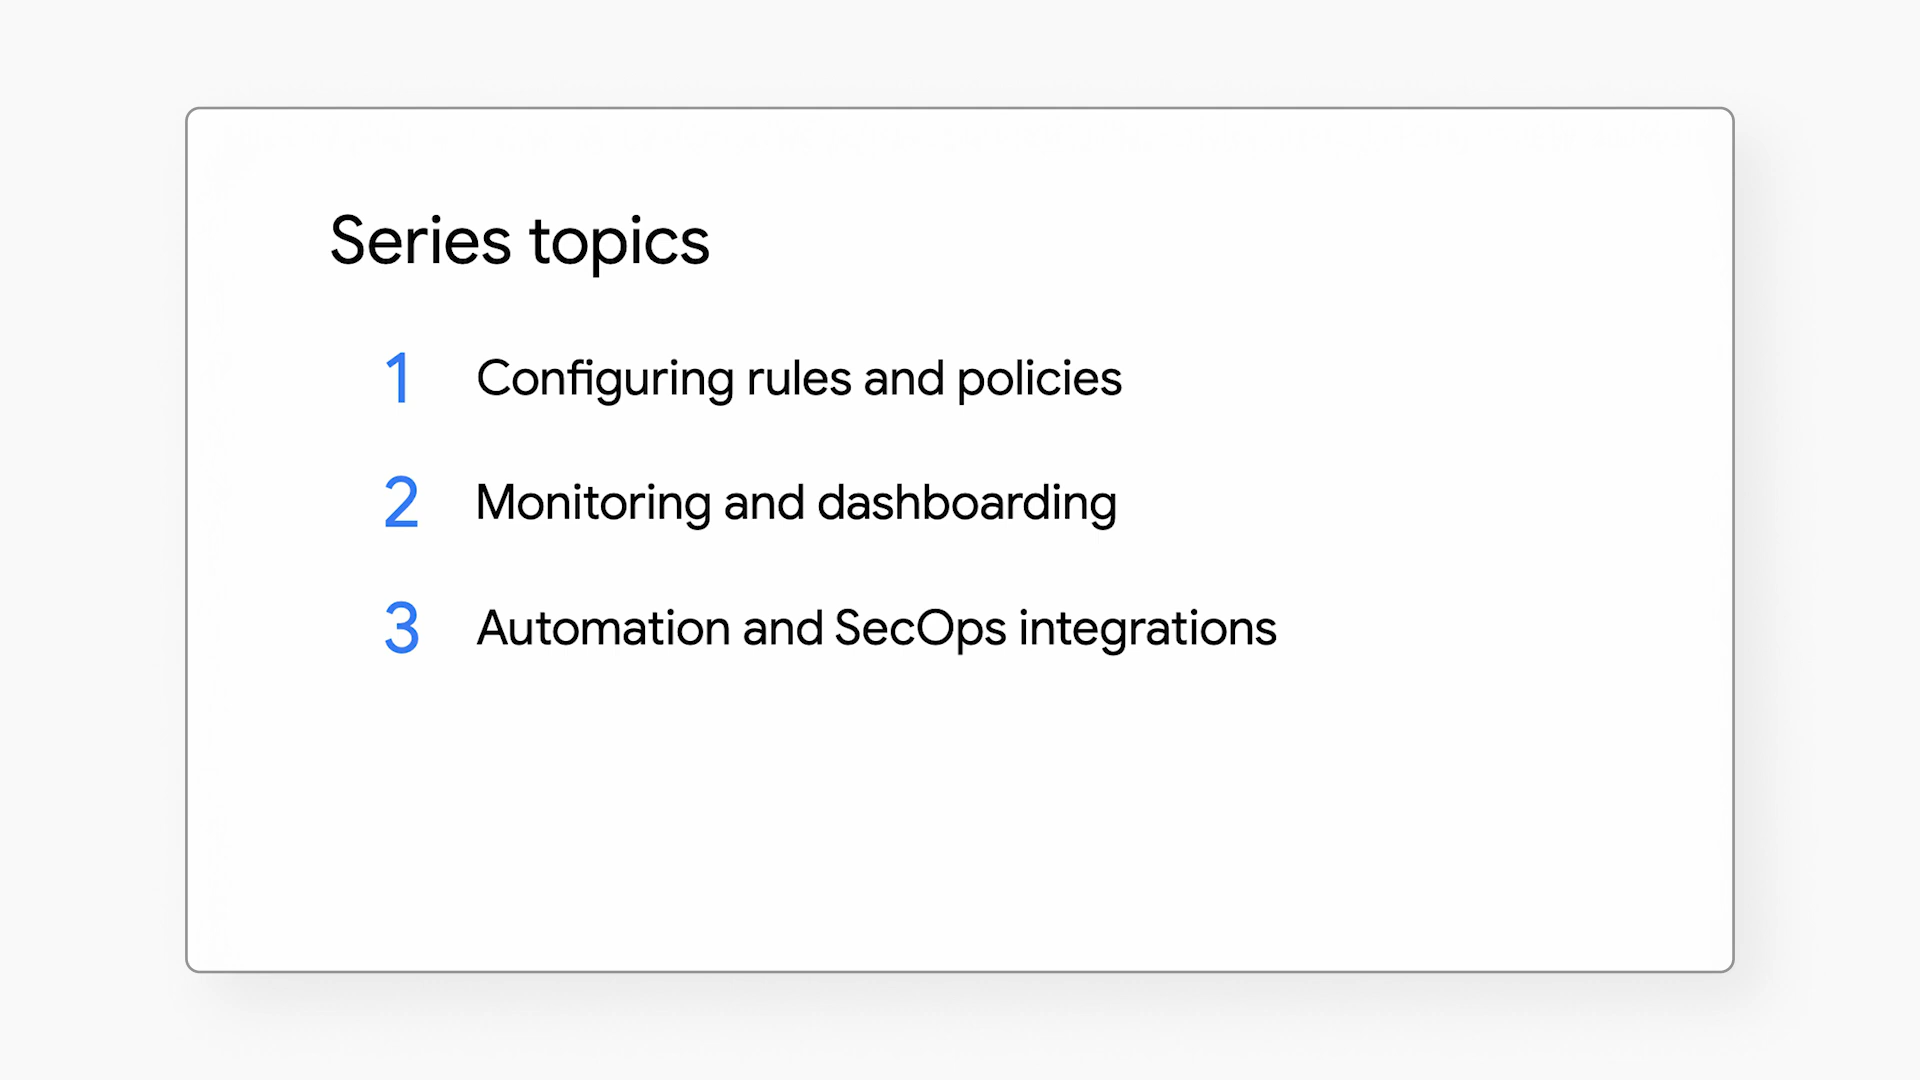 Series topics
1 Configuring rules and policies
2 Monitoring and dashboarding
3 Automation and SecOps integrations